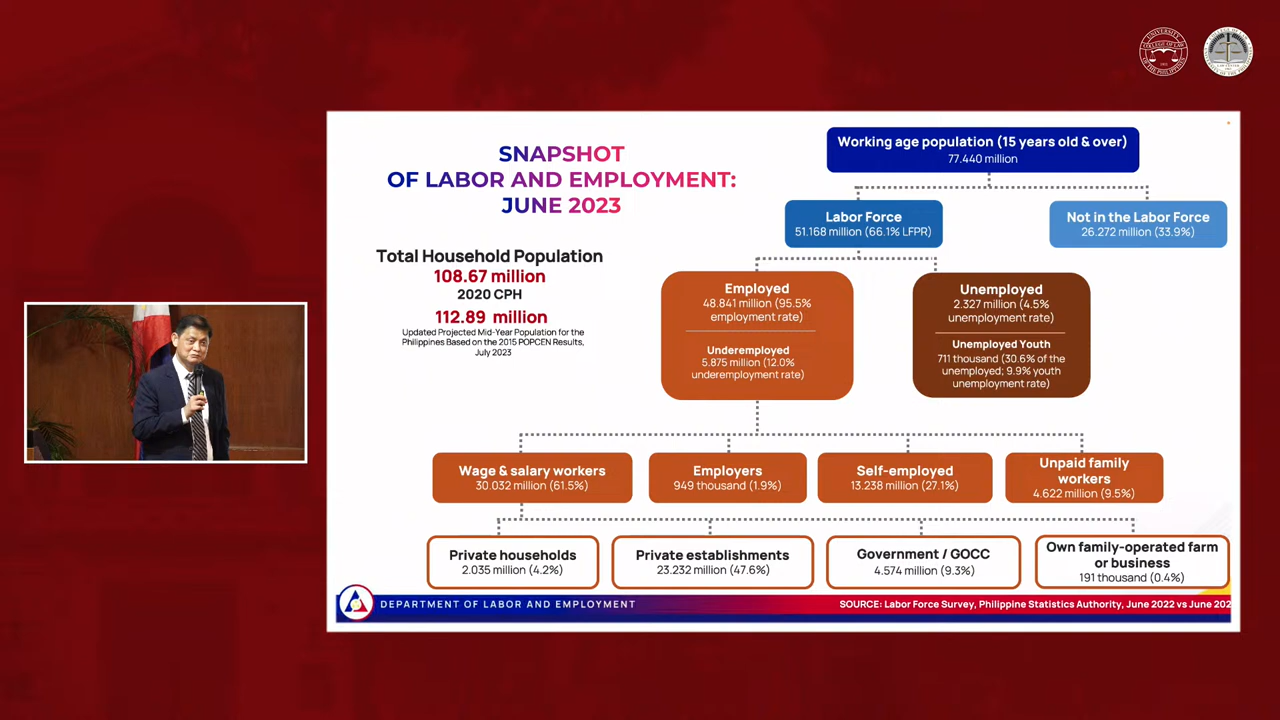 UNIVERSITY
COLLEGE OF LAW
OF THE PHILIPPINES
SNAPSHOT
OF LABOR AND EMPLOYMENT:
JUNE 2023
Total Household Population
108.67 million
2020 CPH
112.89 million
Updated Projected Mid-Year Population for the
Philippines Based on the 2015 POPCEN Results,
July 2023
Working age population (15 years old & over)
77.440 million
Labor Force
51.168 million (66.1% LFPR)
Not in the Labor Force
26.272 million (33.9%)
Employed
48.841 million (95.5%
employment rate)
Underemployed
5.875 million (12.0%
underemployment rate)
Unemployed
2.327 million (4.5%
unemployment rate)
Unemployed Youth
711 thousand (30.6% of the
unemployed; 9.9% youth
unemployment rate)
Wage & salary workers
30.032 million (61.5%)
Employers
949 thousand (1.9%)
Self-employed
13.238 million (27.1%)
Unpaid family
workers
4.622 million (9.5%)
Private households
2.035 million (4.2%)
Private establishments
23.232 million (47.6%)
Government / GOCC
4.574 million (9.3%)
Own family-operated farm
or business
191 thousand (0.4%)
DEPARTMENT OF LABOR AND EMPLOYMENT
SOURCE: Labor Force Survey, Philippine Statistics Authority, June 2022 vs June 202